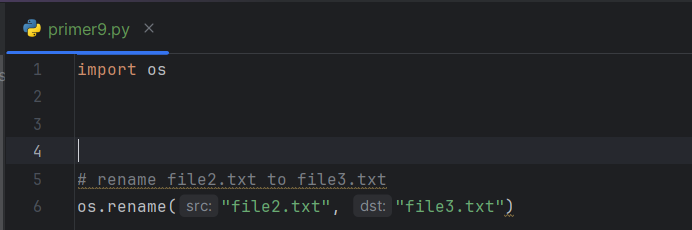 primer9.py ×
1 import os
2
3
4
5 # rename file2.txt to file3.txt
6 os.rename(src: "file2.txt", dst: "file3.txt")